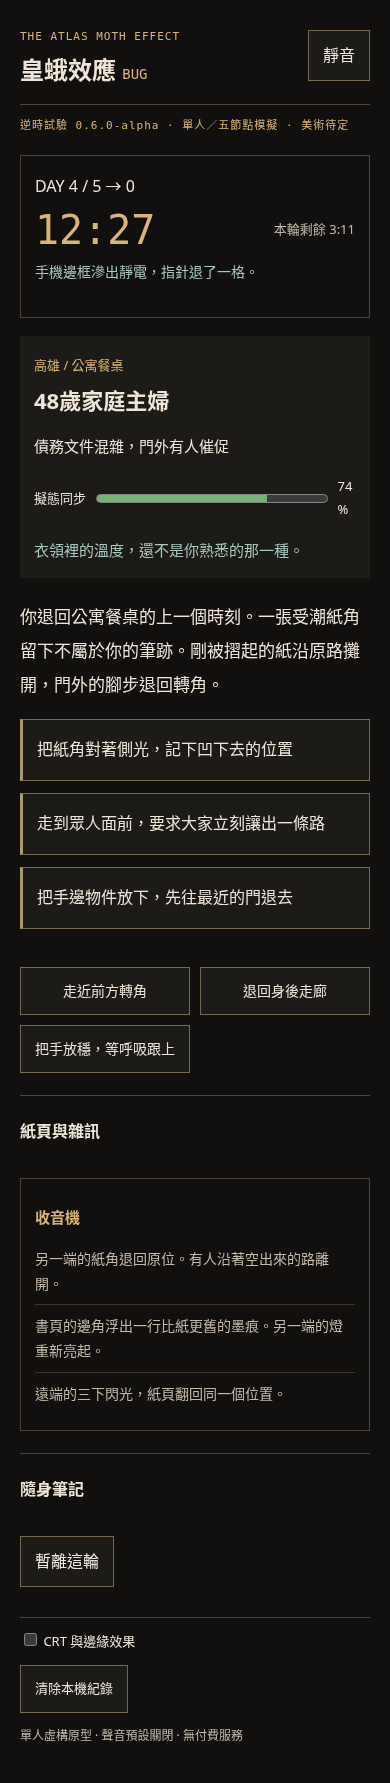 THE ATLAS MOTH EFFECT
皇蛾效應 BUG
靜音
逆時試驗 0.6.0-alpha · 單人／五節點模擬 · 美術待定
DAY 4 / 5 → 0
12:27
本輪剩餘 3:11
手機邊框滲出靜電，指針退了一格。
高雄 / 公寓餐桌
48歲家庭主婦
債務文件混雜，門外有人催促
擬態同步
74
%
衣領裡的溫度，還不是你熟悉的那一種。
你退回公寓餐桌的上一個時刻。一張受潮紙角
留下不屬於你的筆跡。剛被摺起的紙沿原路攤
開，門外的腳步退回轉角。
把紙角對著側光，記下凹下去的位置
走到眾人面前，要求大家立刻讓出一條路
把手邊物件放下，先往最近的門退去
走近前方轉角
退回身後走廊
把手放穩，等呼吸跟上
紙頁與雜訊
收音機
另一端的紙角退回原位。有人沿著空出來的路離
開。
書頁的邊角浮出一行比紙更舊的墨痕。另一端的燈
重新亮起。
遠端的三下閃光，紙頁翻回同一個位置。
隨身筆記
暫離這輪
CRT 與邊緣效果
清除本機紀錄
單人虛構原型 · 聲音預設關閉 · 無付費服務